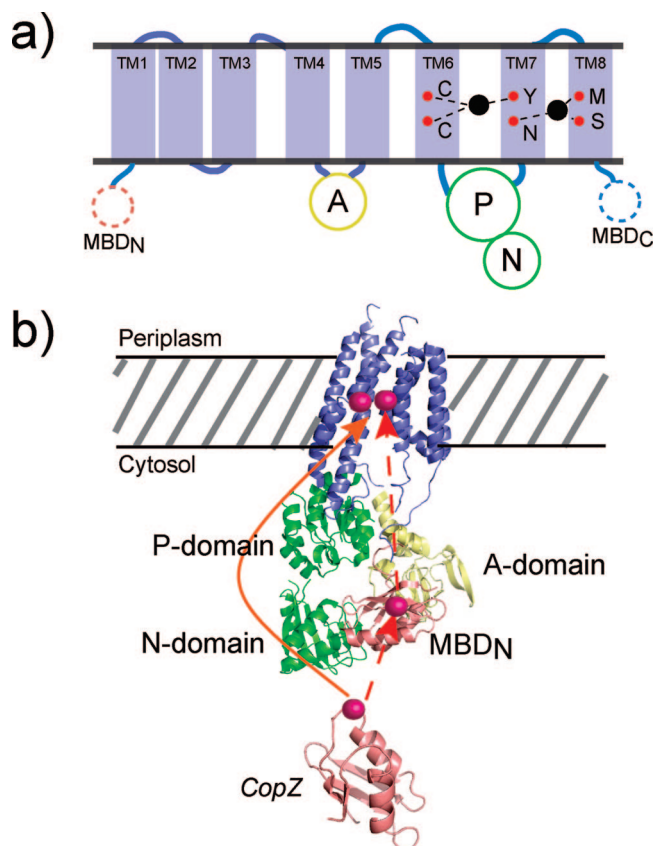 a)
TM1 TM2 TM3 TM4 TM5 TM6 TM7 TM8
C Y M
C N S
A P
MBDN MBDC
N
b)
Periplasm
Cytosol
P-domain
A-domain
N-domain MBDN
CopZ